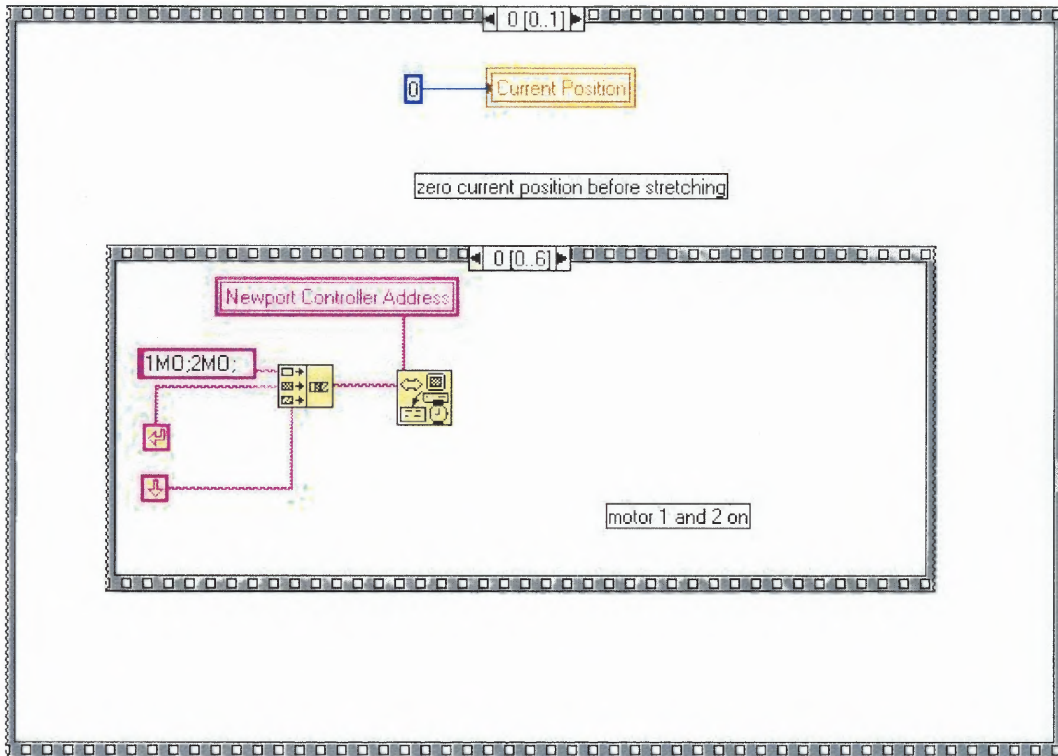 0 [0..1]
0
Current Position
zero current position before stretching
0 [0..6]
Newport Controller Address
1MO;2MO;
motor 1 and 2 on